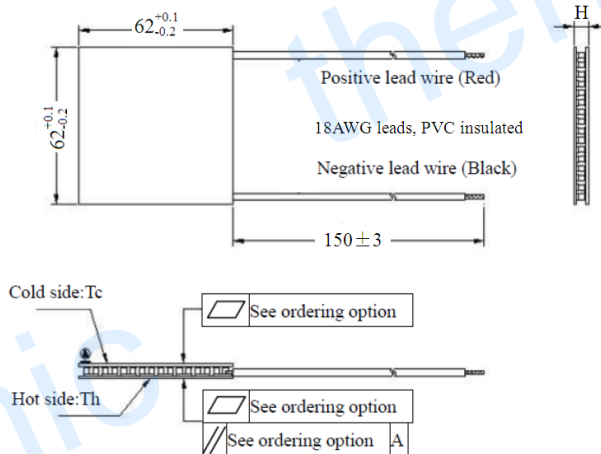 62+0.1-0.2
H
Positive lead wire (Red)
62+0.1-0.2
18AWG leads, PVC insulated
Negative lead wire (Black)
150±3
Cold side:Tc
See ordering option
A
Hot side:Th
See ordering option
See ordering option A